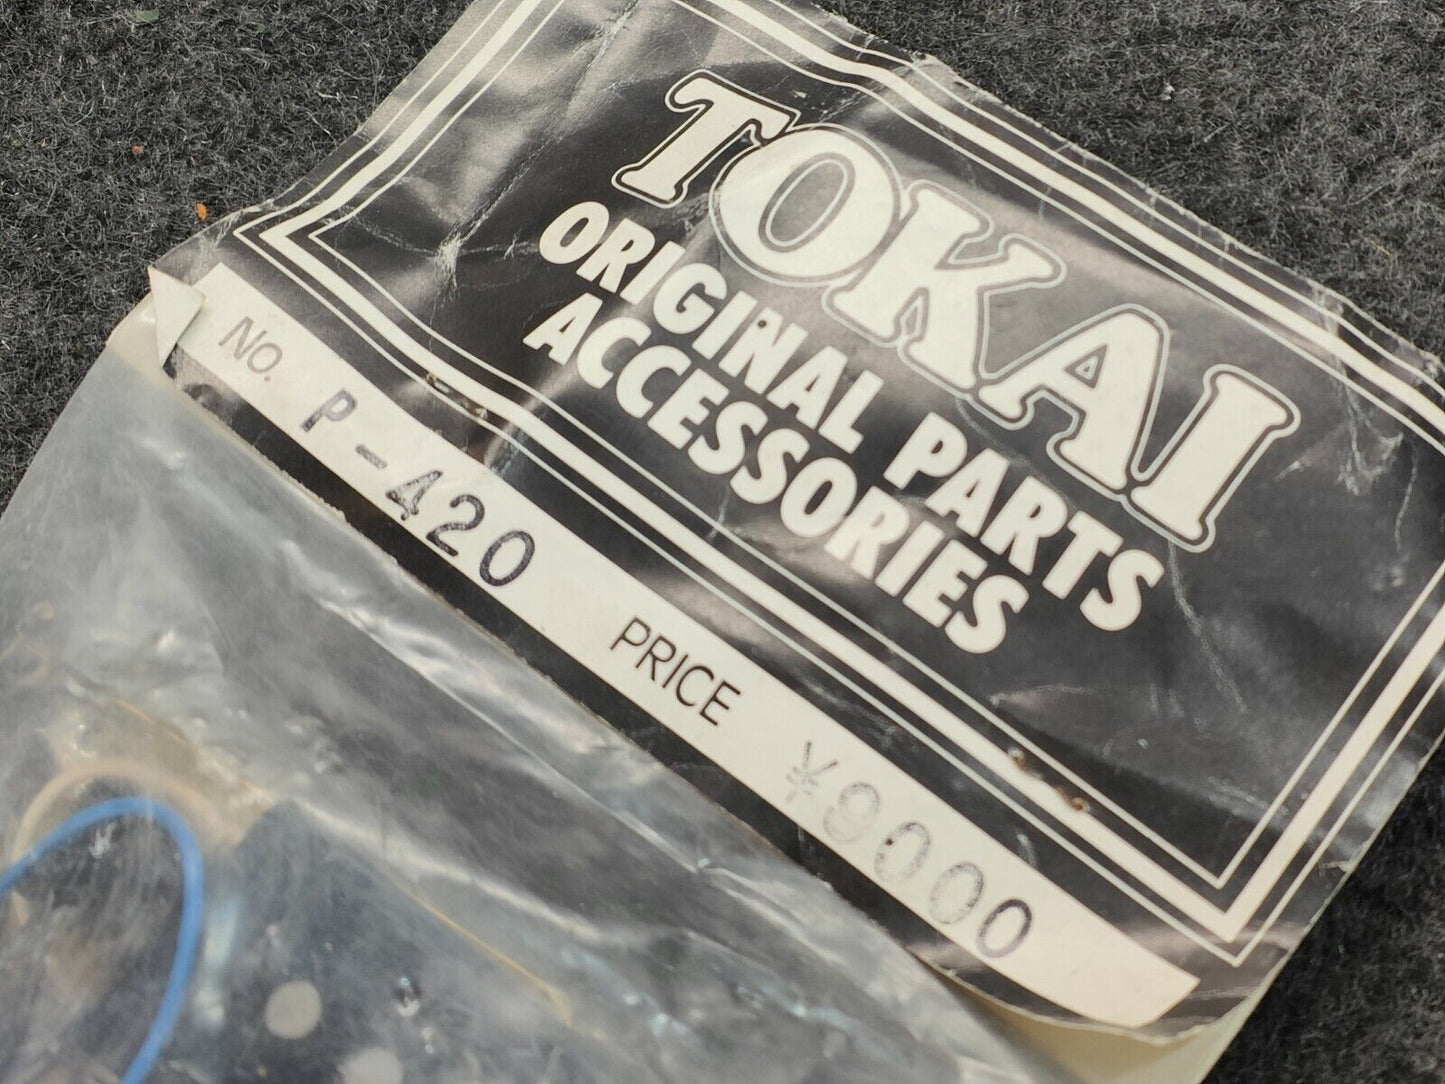 TOKAI
ORIGINAL PARTS
ACCESSORIES
No. P-420 PRICE ¥9000